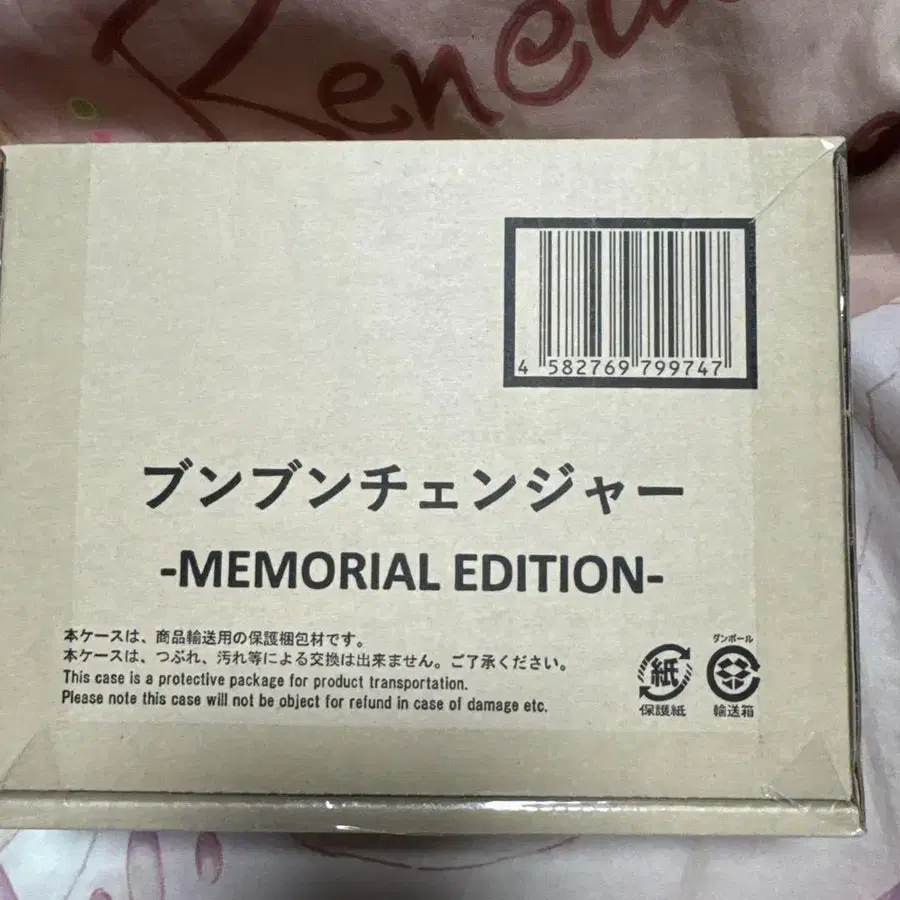 Rene
4 582769 799747
ブンブンチェンジャー
-MEMORIAL EDITION-
本ケースは、商品輸送用の保護梱包材です。
本ケースは、つぶれ、汚れ等による交換は出来ません。ご了承ください。
This case is a protective package for product transportation.
Please note this case will not be object for refund in case of damage etc.
紙
保護紙
ダンボール
輸送箱